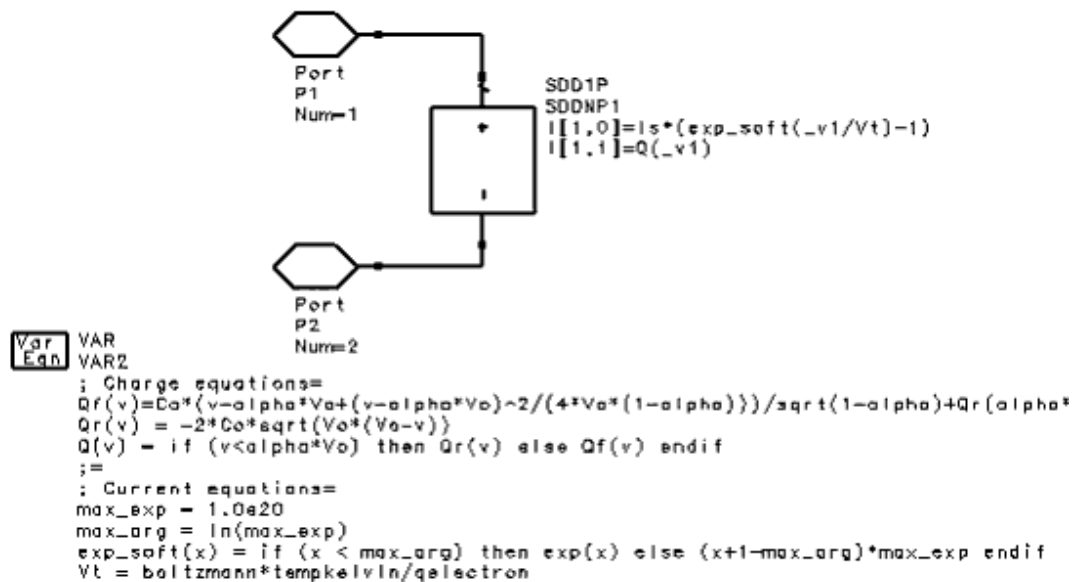 Port
P1
Num=1
SDD1P
SDDNP1
I[1,0]=Is*(exp_soft(_v1/Vt)-1)
I[1,1]=Q(_v1)
Port
P2
Num=2
Var
Eqn
VAR
VAR2
; Charge equations=
Qf(v)=Co*(v-alpha*Vo+(v-alpha*Vo)^2/(4*Vo*(1-alpha)))/sqrt(1-alpha)+Qr(alpha*
Qr(v) = -2*Co*sqrt(Vo*(Vo-v))
Q(v) = if (v<alpha*Vo) then Qr(v) else Qf(v) endif
;=
; Current equations=
max_exp = 1.0e20
max_arg = ln(max_exp)
exp_soft(x) = if (x < max_arg) then exp(x) else (x+1-max_arg)*max_exp endif
Vt = boltzmann*tempkelvin/qelectron